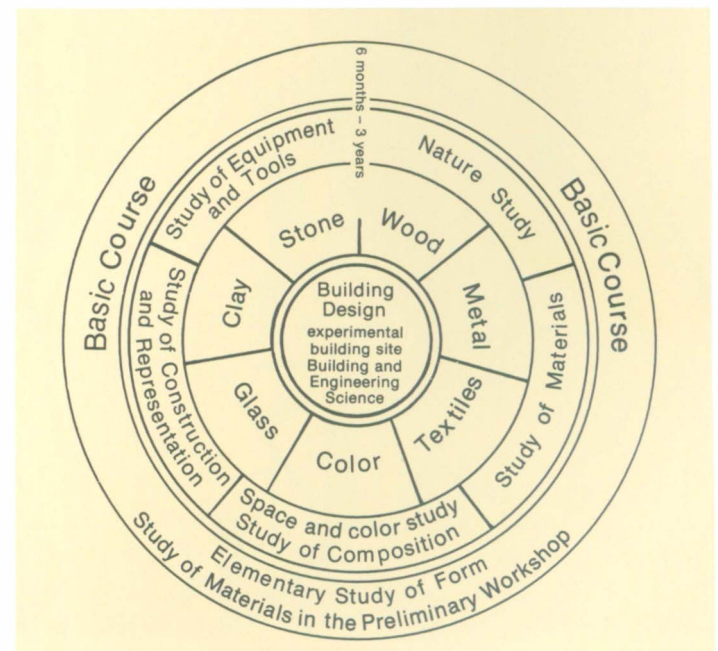 6 months – 3 years
Basic Course
Basic Course
Elementary Study of Form
Study of Materials in the Preliminary Workshop
Study of Equipment
and Tools
Nature Study
Study of Materials
Space and color study
Study of Composition
Study of Construction
and Representation
Stone
Wood
Metal
Textiles
Color
Glass
Clay
Building
Design
experimental
building site
Building and
Engineering
Science